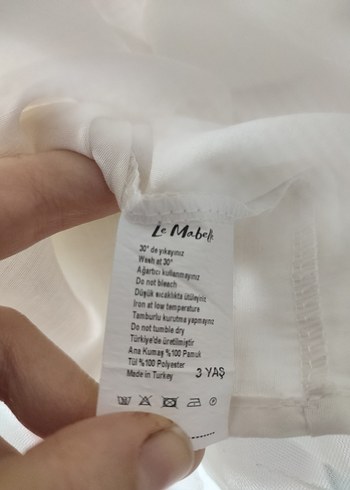 Le Mabelle
30° de yıkayınız
Wash at 30°
Ağartıcı kullanmayınız
Do not bleach
Düşük sıcaklıkta ütüleyiniz
Iron at low temperature
Tamburlu kurutma yapmayınız
Do not tumble dry
Türkiye'de üretilmiştir
Ana Kumaş %100 Pamuk
Tül %100 Polyester
Made in Turkey
3 YAŞ